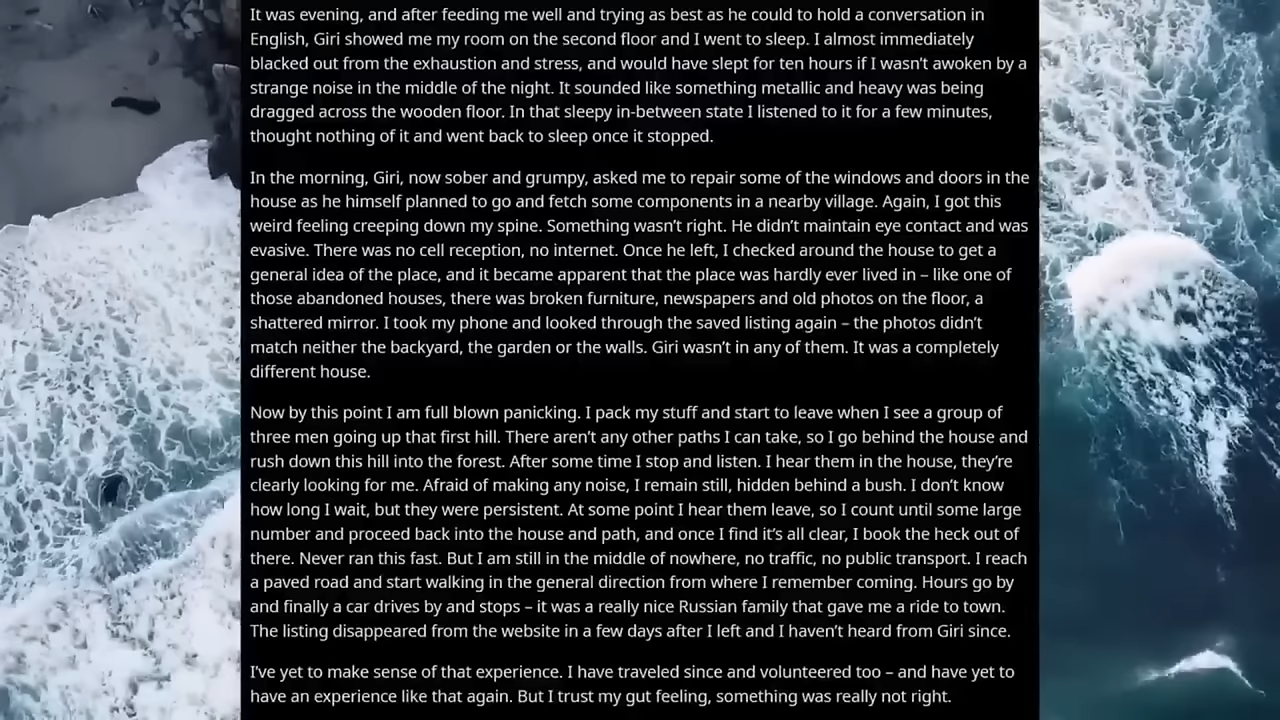 It was evening, and after feeding me well and trying as best as he could to hold a conversation in
English, Giri showed me my room on the second floor and I went to sleep. I almost immediately
blacked out from the exhaustion and stress, and would have slept for ten hours if I wasn’t awoken by a
strange noise in the middle of the night. It sounded like something metallic and heavy was being
dragged across the wooden floor. In that sleepy in-between state I listened to it for a few minutes,
thought nothing of it and went back to sleep once it stopped.
In the morning, Giri, now sober and grumpy, asked me to repair some of the windows and doors in the
house as he himself planned to go and fetch some components in a nearby village. Again, I got this
weird feeling creeping down my spine. Something wasn’t right. He didn’t maintain eye contact and was
evasive. There was no cell reception, no internet. Once he left, I checked around the house to get a
general idea of the place, and it became apparent that the place was hardly ever lived in – like one of
those abandoned houses, there was broken furniture, newspapers and old photos on the floor, a
shattered mirror. I took my phone and looked through the saved listing again – the photos didn’t
match neither the backyard, the garden or the walls. Giri wasn’t in any of them. It was a completely
different house.
Now by this point I am full blown panicking. I pack my stuff and start to leave when I see a group of
three men going up that first hill. There aren’t any other paths I can take, so I go behind the house and
rush down this hill into the forest. After some time I stop and listen. I hear them in the house, they’re
clearly looking for me. Afraid of making any noise, I remain still, hidden behind a bush. I don’t know
how long I wait, but they were persistent. At some point I hear them leave, so I count until some large
number and proceed back into the house and path, and once I find it’s all clear, I book the heck out of
there. Never ran this fast. But I am still in the middle of nowhere, no traffic, no public transport. I reach
a paved road and start walking in the general direction from where I remember coming. Hours go by
and finally a car drives by and stops – it was a really nice Russian family that gave me a ride to town.
The listing disappeared from the website in a few days after I left and I haven’t heard from Giri since.
I’ve yet to make sense of that experience. I have traveled since and volunteered too – and have yet to
have an experience like that again. But I trust my gut feeling, something was really not right.